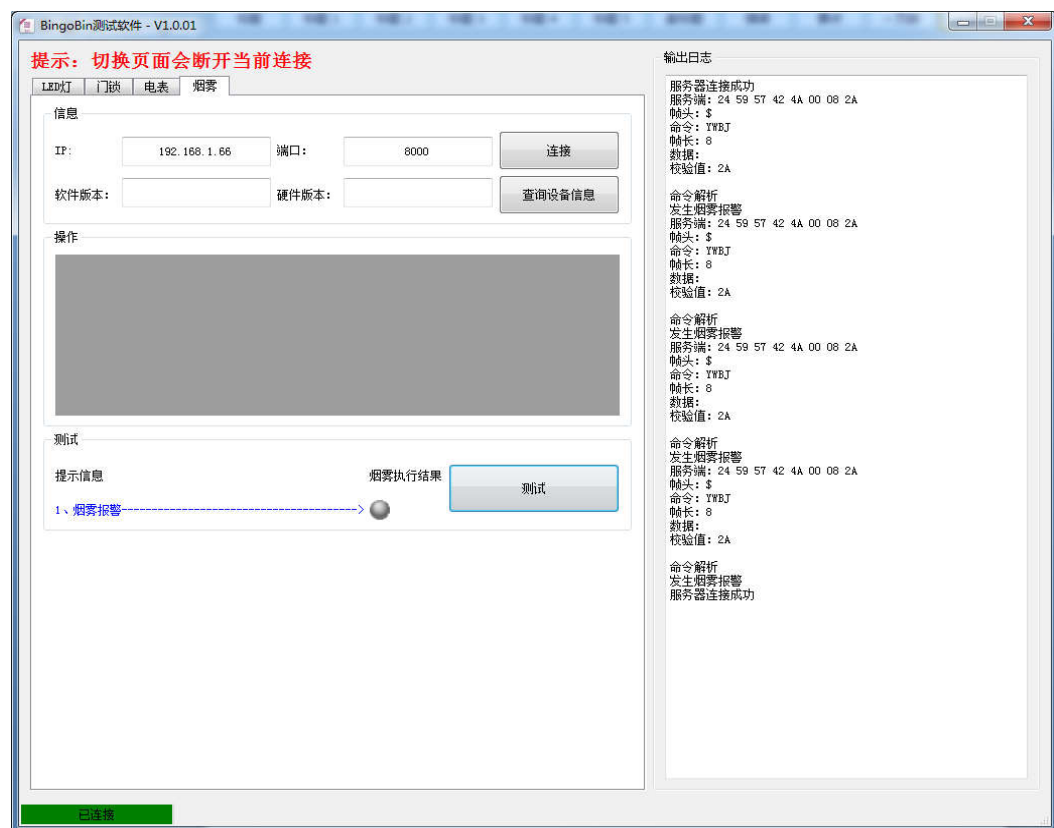 BingoBin测试软件 - V1.0.01
提示：切换页面会断开当前连接
LED灯 门锁 电表 烟雾
信息
IP: 192.168.1.66 端口: 8000 连接
软件版本: 硬件版本: 查询设备信息
操作
测试
提示信息 烟雾执行结果 测试
1、烟雾报警------------------------------------>
已连接
输出日志
服务器连接成功
服务端: 24 59 57 42 4A 00 08 2A
帧头: $
命令: YWBJ
帧长: 8
数据:
校验值: 2A
命令解析
发生烟雾报警
服务端: 24 59 57 42 4A 00 08 2A
帧头: $
命令: YWBJ
帧长: 8
数据:
校验值: 2A
命令解析
发生烟雾报警
服务端: 24 59 57 42 4A 00 08 2A
帧头: $
命令: YWBJ
帧长: 8
数据:
校验值: 2A
命令解析
发生烟雾报警
服务端: 24 59 57 42 4A 00 08 2A
帧头: $
命令: YWBJ
帧长: 8
数据:
校验值: 2A
命令解析
发生烟雾报警
服务器连接成功